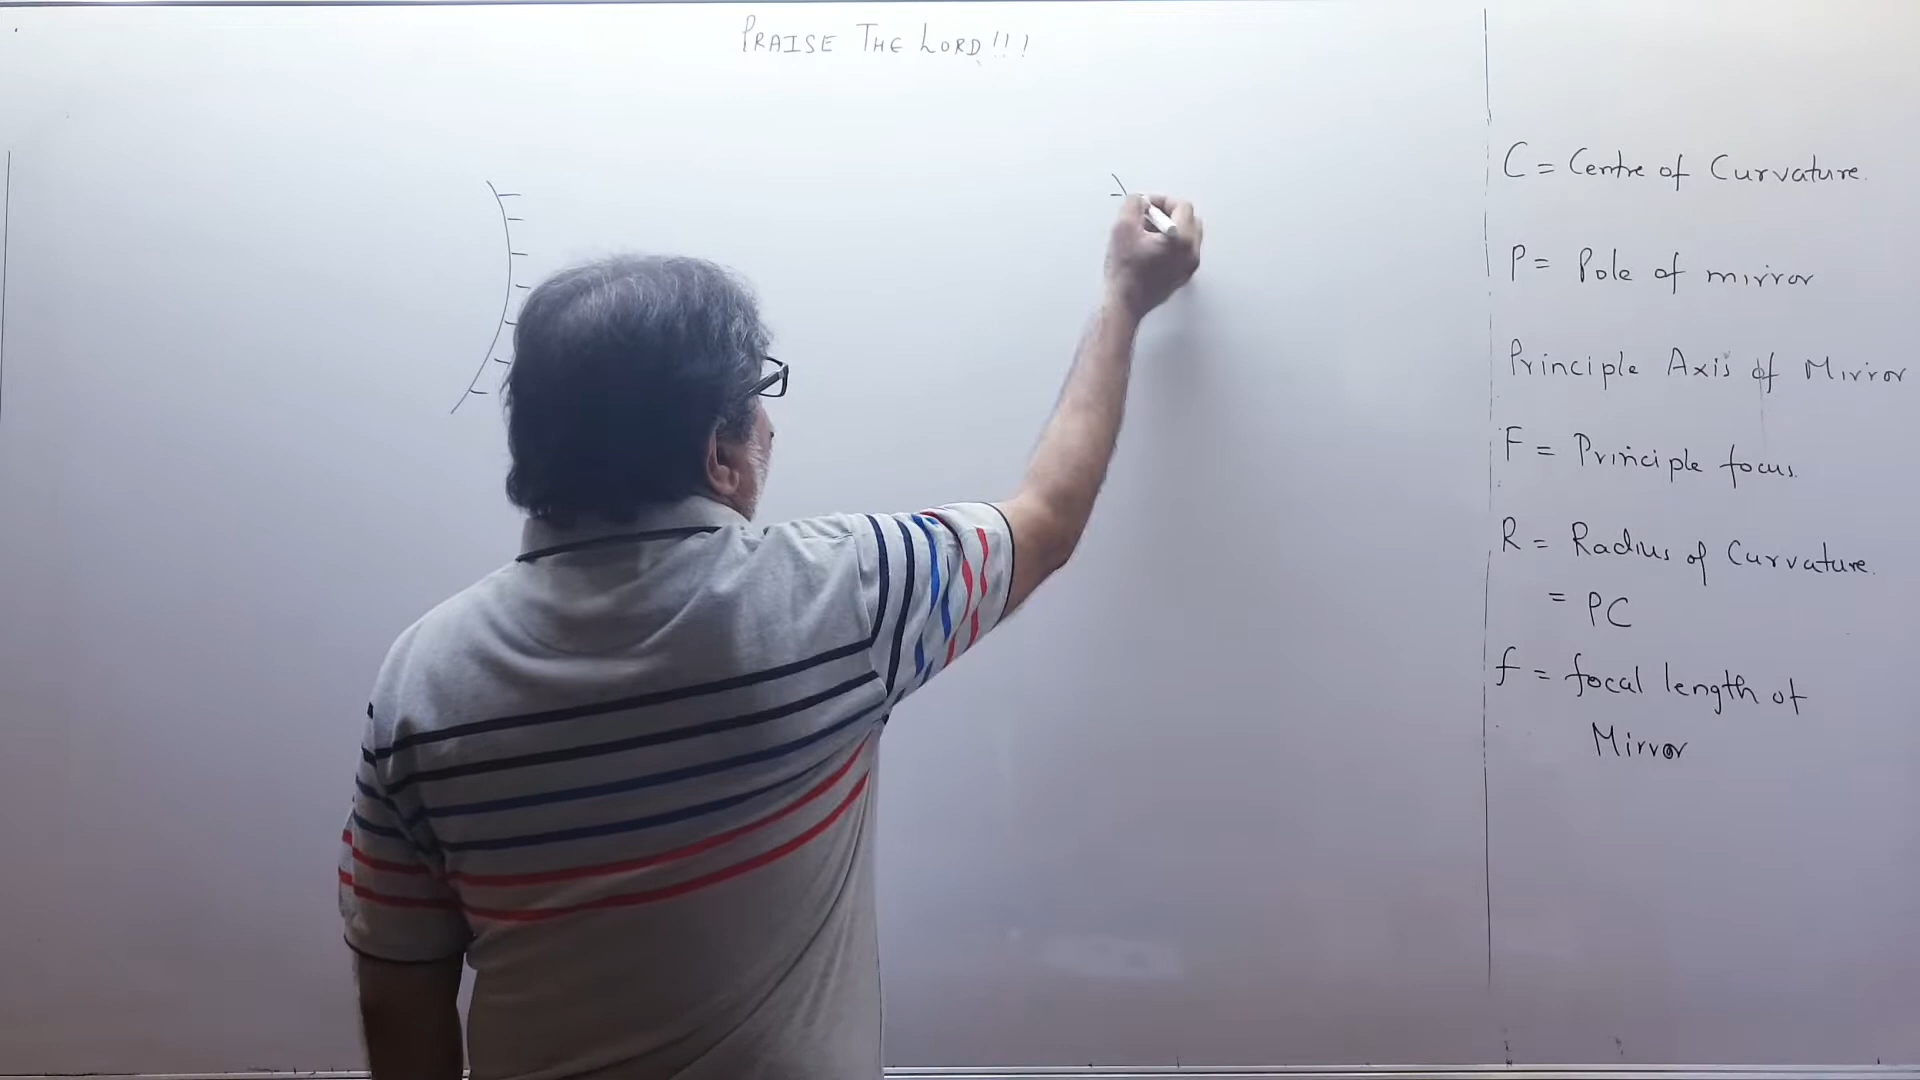 PRAISE THE LORD!!!
C = Centre of Curvature.
P = Pole of mirror
Principle Axis of Mirror
F = Principle focus.
R = Radius of Curvature.
= PC
f = focal length of
Mirror